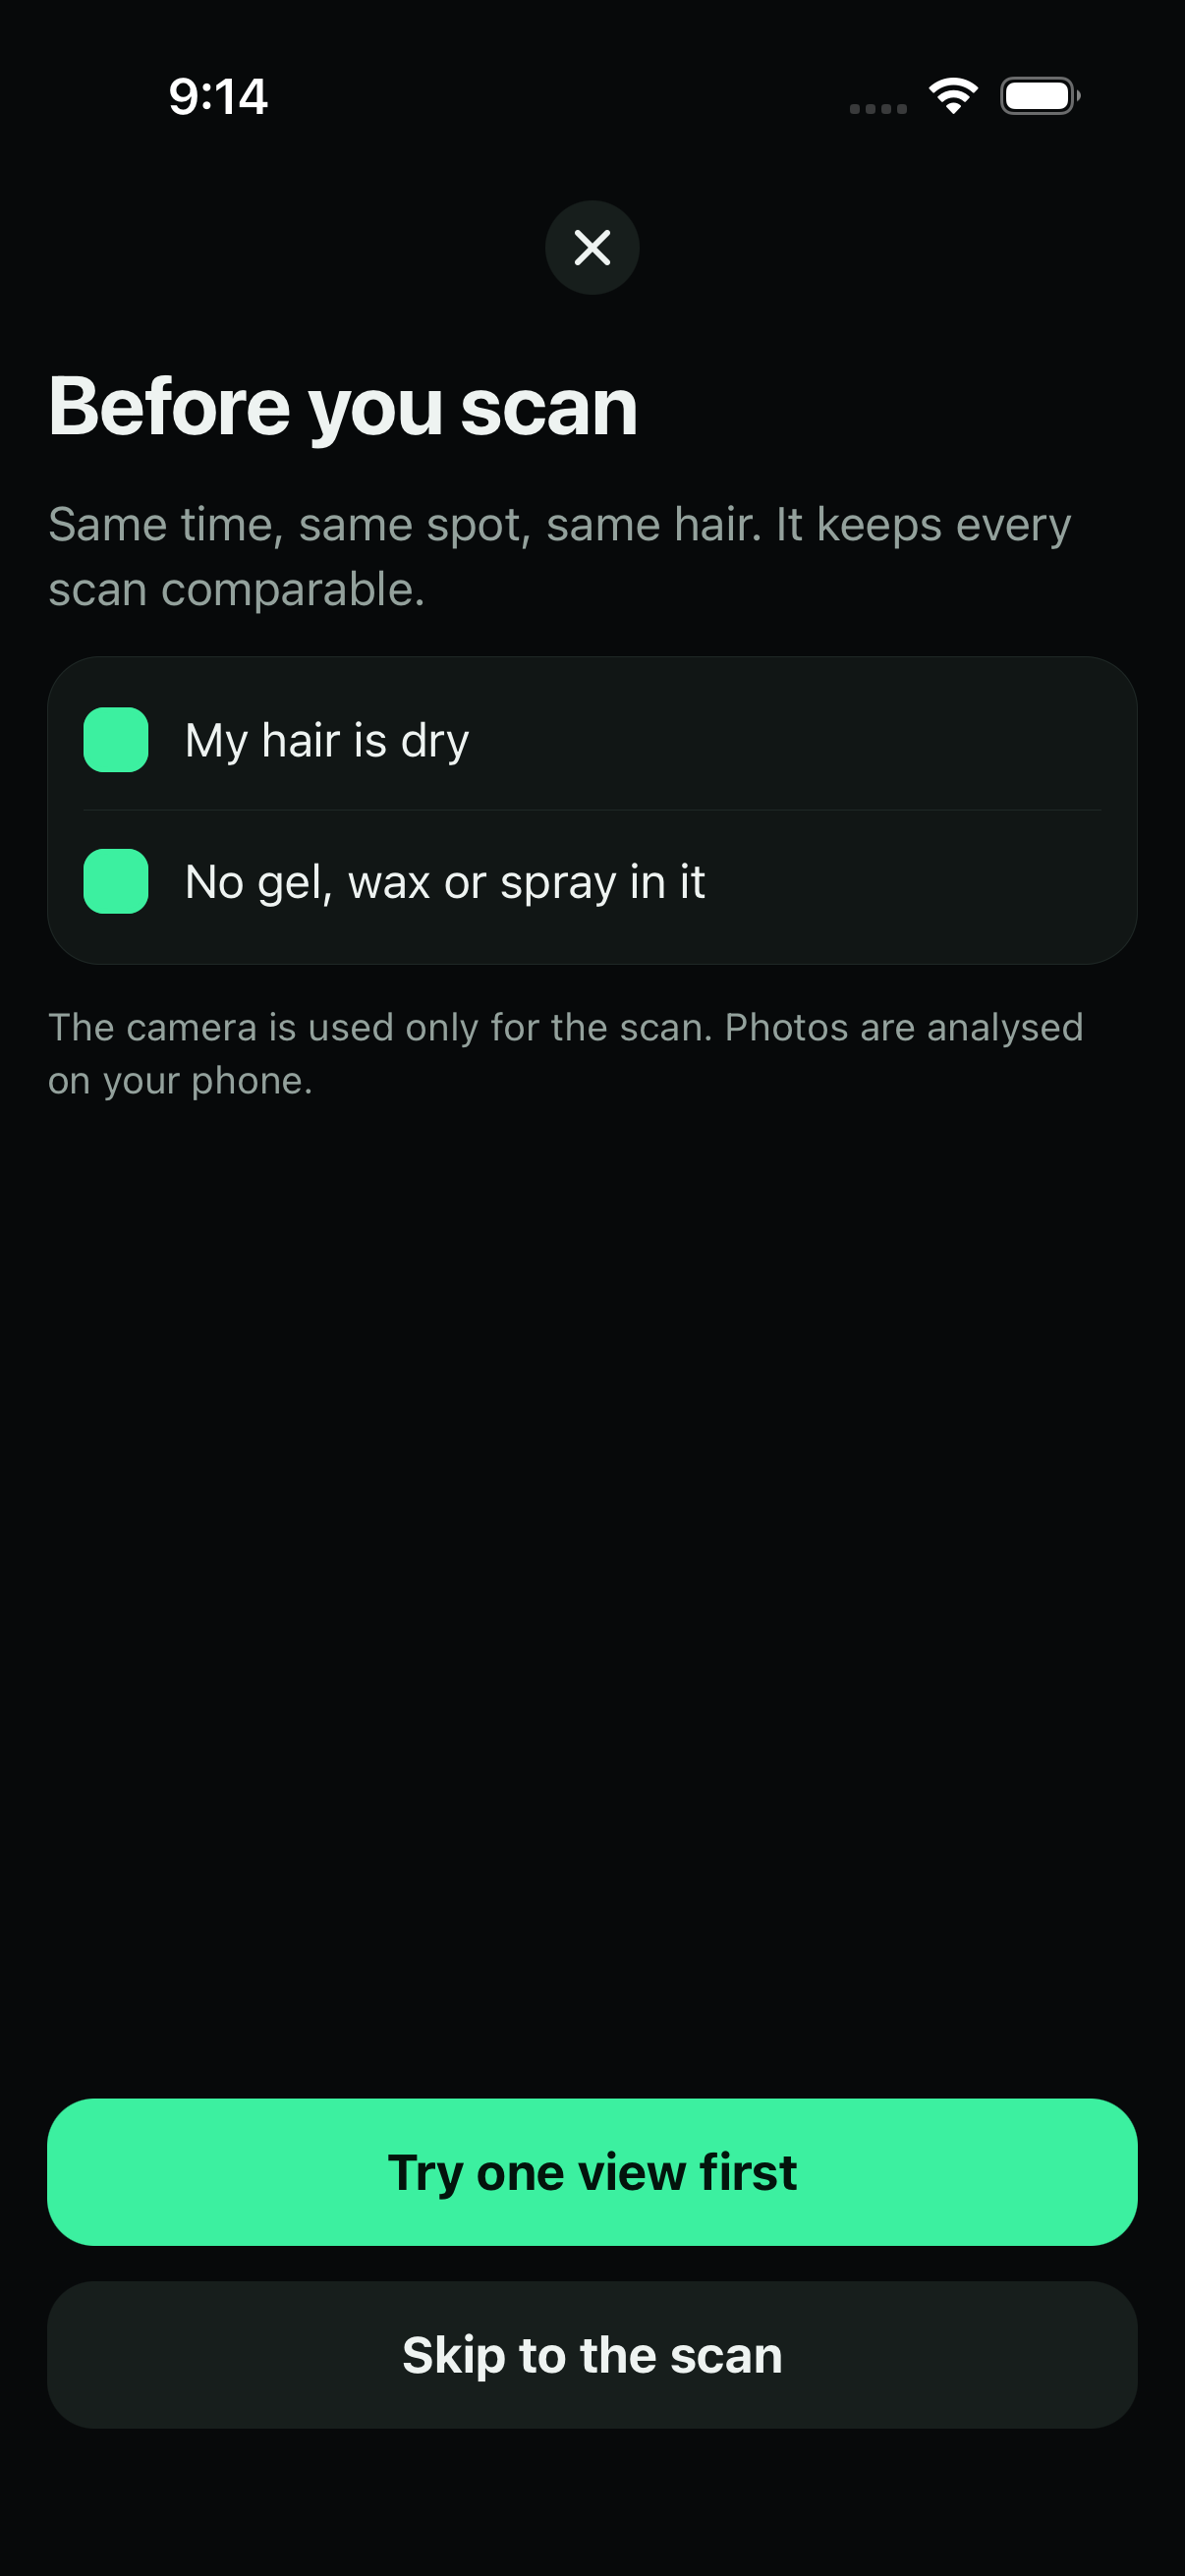 9:14
Before you scan
Same time, same spot, same hair. It keeps every
scan comparable.
My hair is dry
No gel, wax or spray in it
The camera is used only for the scan. Photos are analysed
on your phone.
Try one view first
Skip to the scan